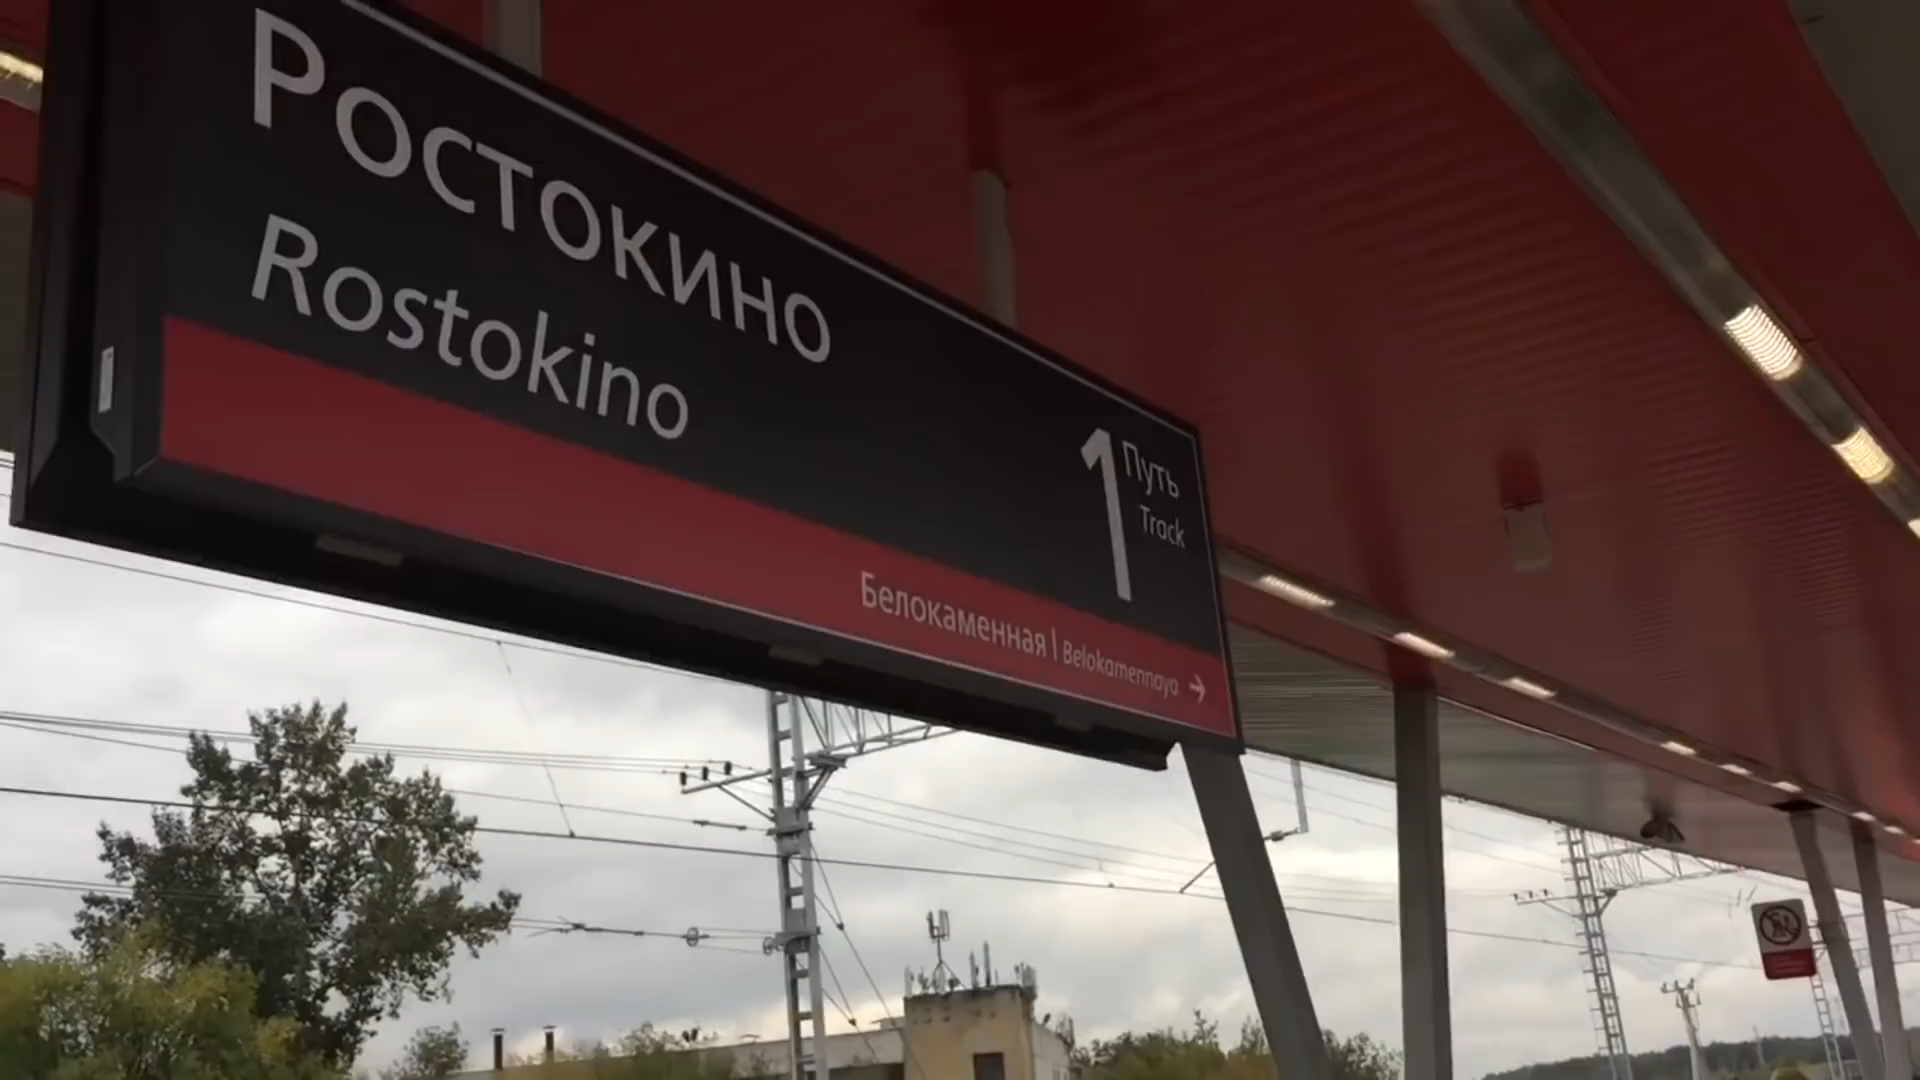 Ростокино
Rostokino
1 Путь
Track
Белокаменная | Belokamennaya →